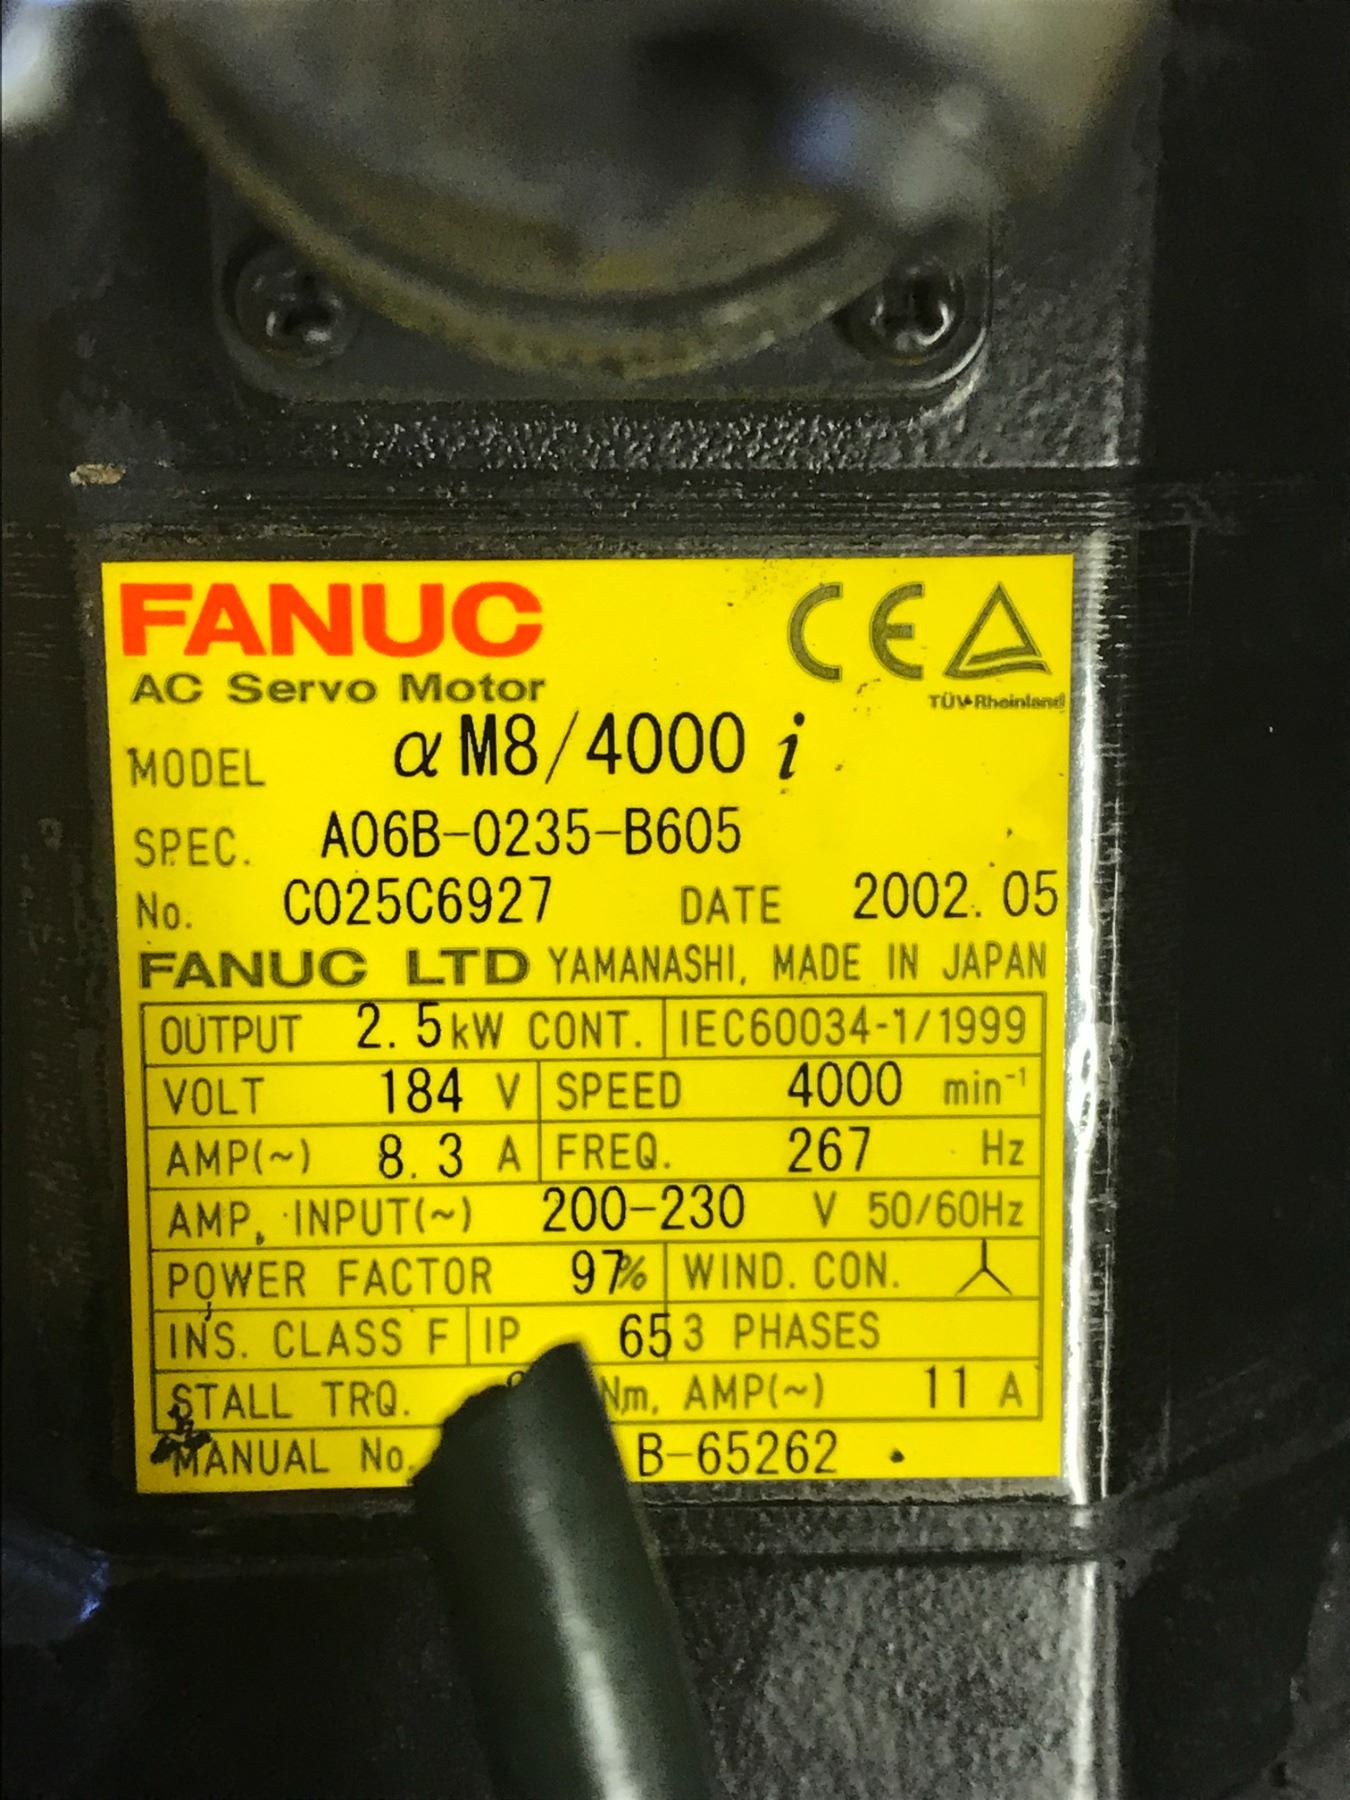 FANUC
CE
AC Servo Motor
TÜV Rheinland
MODEL α M8/4000 i
SPEC. A06B-0235-B605
No. C025C6927 DATE 2002. 05
FANUC LTD YAMANASHI, MADE IN JAPAN
OUTPUT 2. 5 kW CONT. IEC60034-1/1999
VOLT 184 V SPEED 4000 min⁻¹
AMP(~) 8. 3 A FREQ. 267 Hz
AMP. INPUT(~) 200-230 V 50/60Hz
POWER FACTOR 97% WIND. CON.
INS. CLASS F IP 65 3 PHASES
STALL TRQ. Nm, AMP(~) 11 A
MANUAL No. B-65262